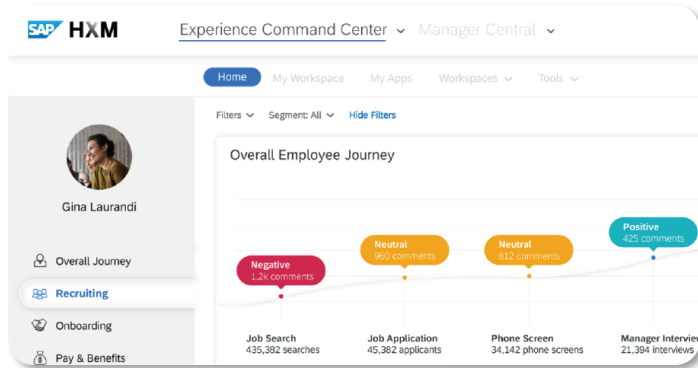 SAP HXM
Experience Command Center Manager Central
Home My Workspace My Apps Workspaces Tools
Filters Segment: All Hide Filters
Gina Laurandi
Overall Journey
Recruiting
Onboarding
Pay & Benefits
Overall Employee Journey
Negative
1.2k comments
Neutral
960 comments
Neutral
812 comments
Positive
425 comments
Job Search
435,382 searches
Job Application
45,382 applicants
Phone Screen
34,142 phone screens
Manager Interview
21,394 interviews